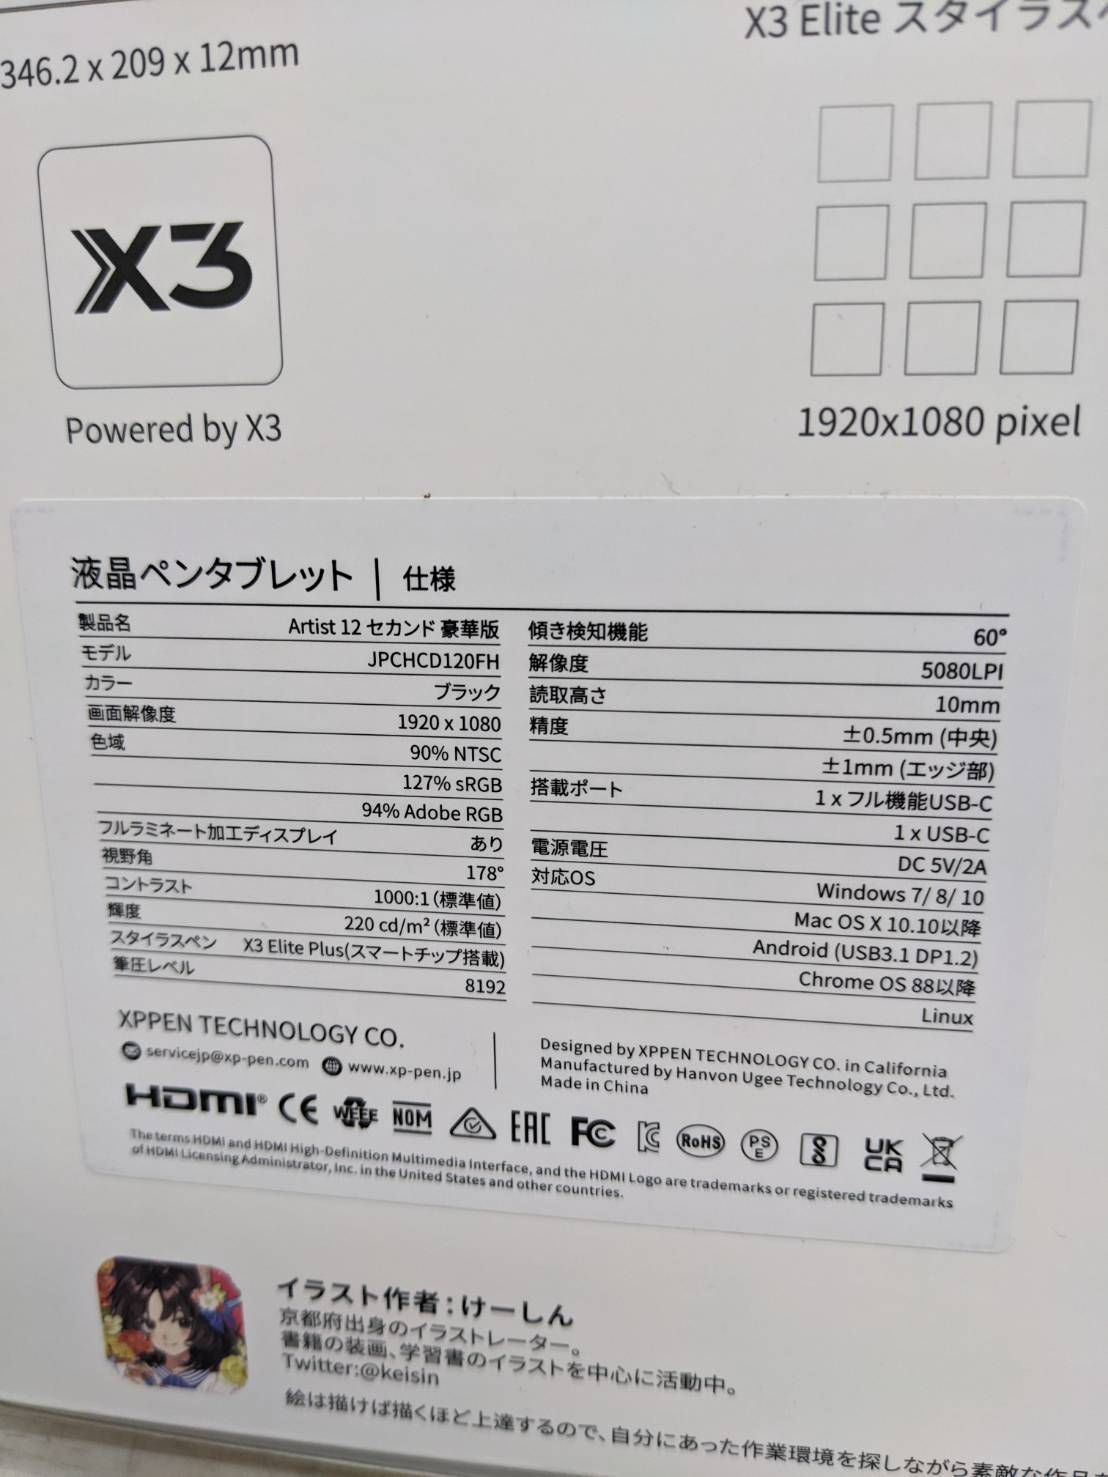 346.2 x 209 x 12mm
X3 Elite スタイラス
X3
Powered by X3
1920x1080 pixel
液晶ペンタブレット | 仕様
製品名 Artist 12 セカンド 豪華版
モデル JPCHCD120FH
カラー ブラック
画面解像度 1920 x 1080
色域 90% NTSC
127% sRGB
94% Adobe RGB
フルラミネート加工ディスプレイ あり
視野角 178°
コントラスト 1000:1 (標準値)
輝度 220 cd/m² (標準値)
スタイラスペン X3 Elite Plus(スマートチップ搭載)
筆圧レベル 8192
傾き検知機能 60°
解像度 5080LPI
読取高さ 10mm
精度 ±0.5mm (中央)
±1mm (エッジ部)
搭載ポート 1 x フル機能USB-C
1 x USB-C
電源電圧 DC 5V/2A
対応OS Windows 7/ 8/ 10
Mac OS X 10.10以降
Android (USB3.1 DP1.2)
Chrome OS 88以降
Linux
XPPEN TECHNOLOGY CO.
servicejp@xp-pen.com www.xp-pen.jp
Designed by XPPEN TECHNOLOGY CO. in California
Manufactured by Hanvon Ugee Technology Co., Ltd.
Made in China
HDMI® CE WEEE NOM EAC FC RoHS PSE UKCA
The terms HDMI and HDMI High-Definition Multimedia Interface, and the HDMI Logo are trademarks or registered trademarks
of HDMI Licensing Administrator, Inc. in the United States and other countries.
イラスト作者：けーしん
京都府出身のイラストレーター。
書籍の装画、学習書のイラストを中心に活動中。
Twitter:@keisin
絵は描けば描くほど上達するので、自分にあった作業環境を探しながら素敵な作品